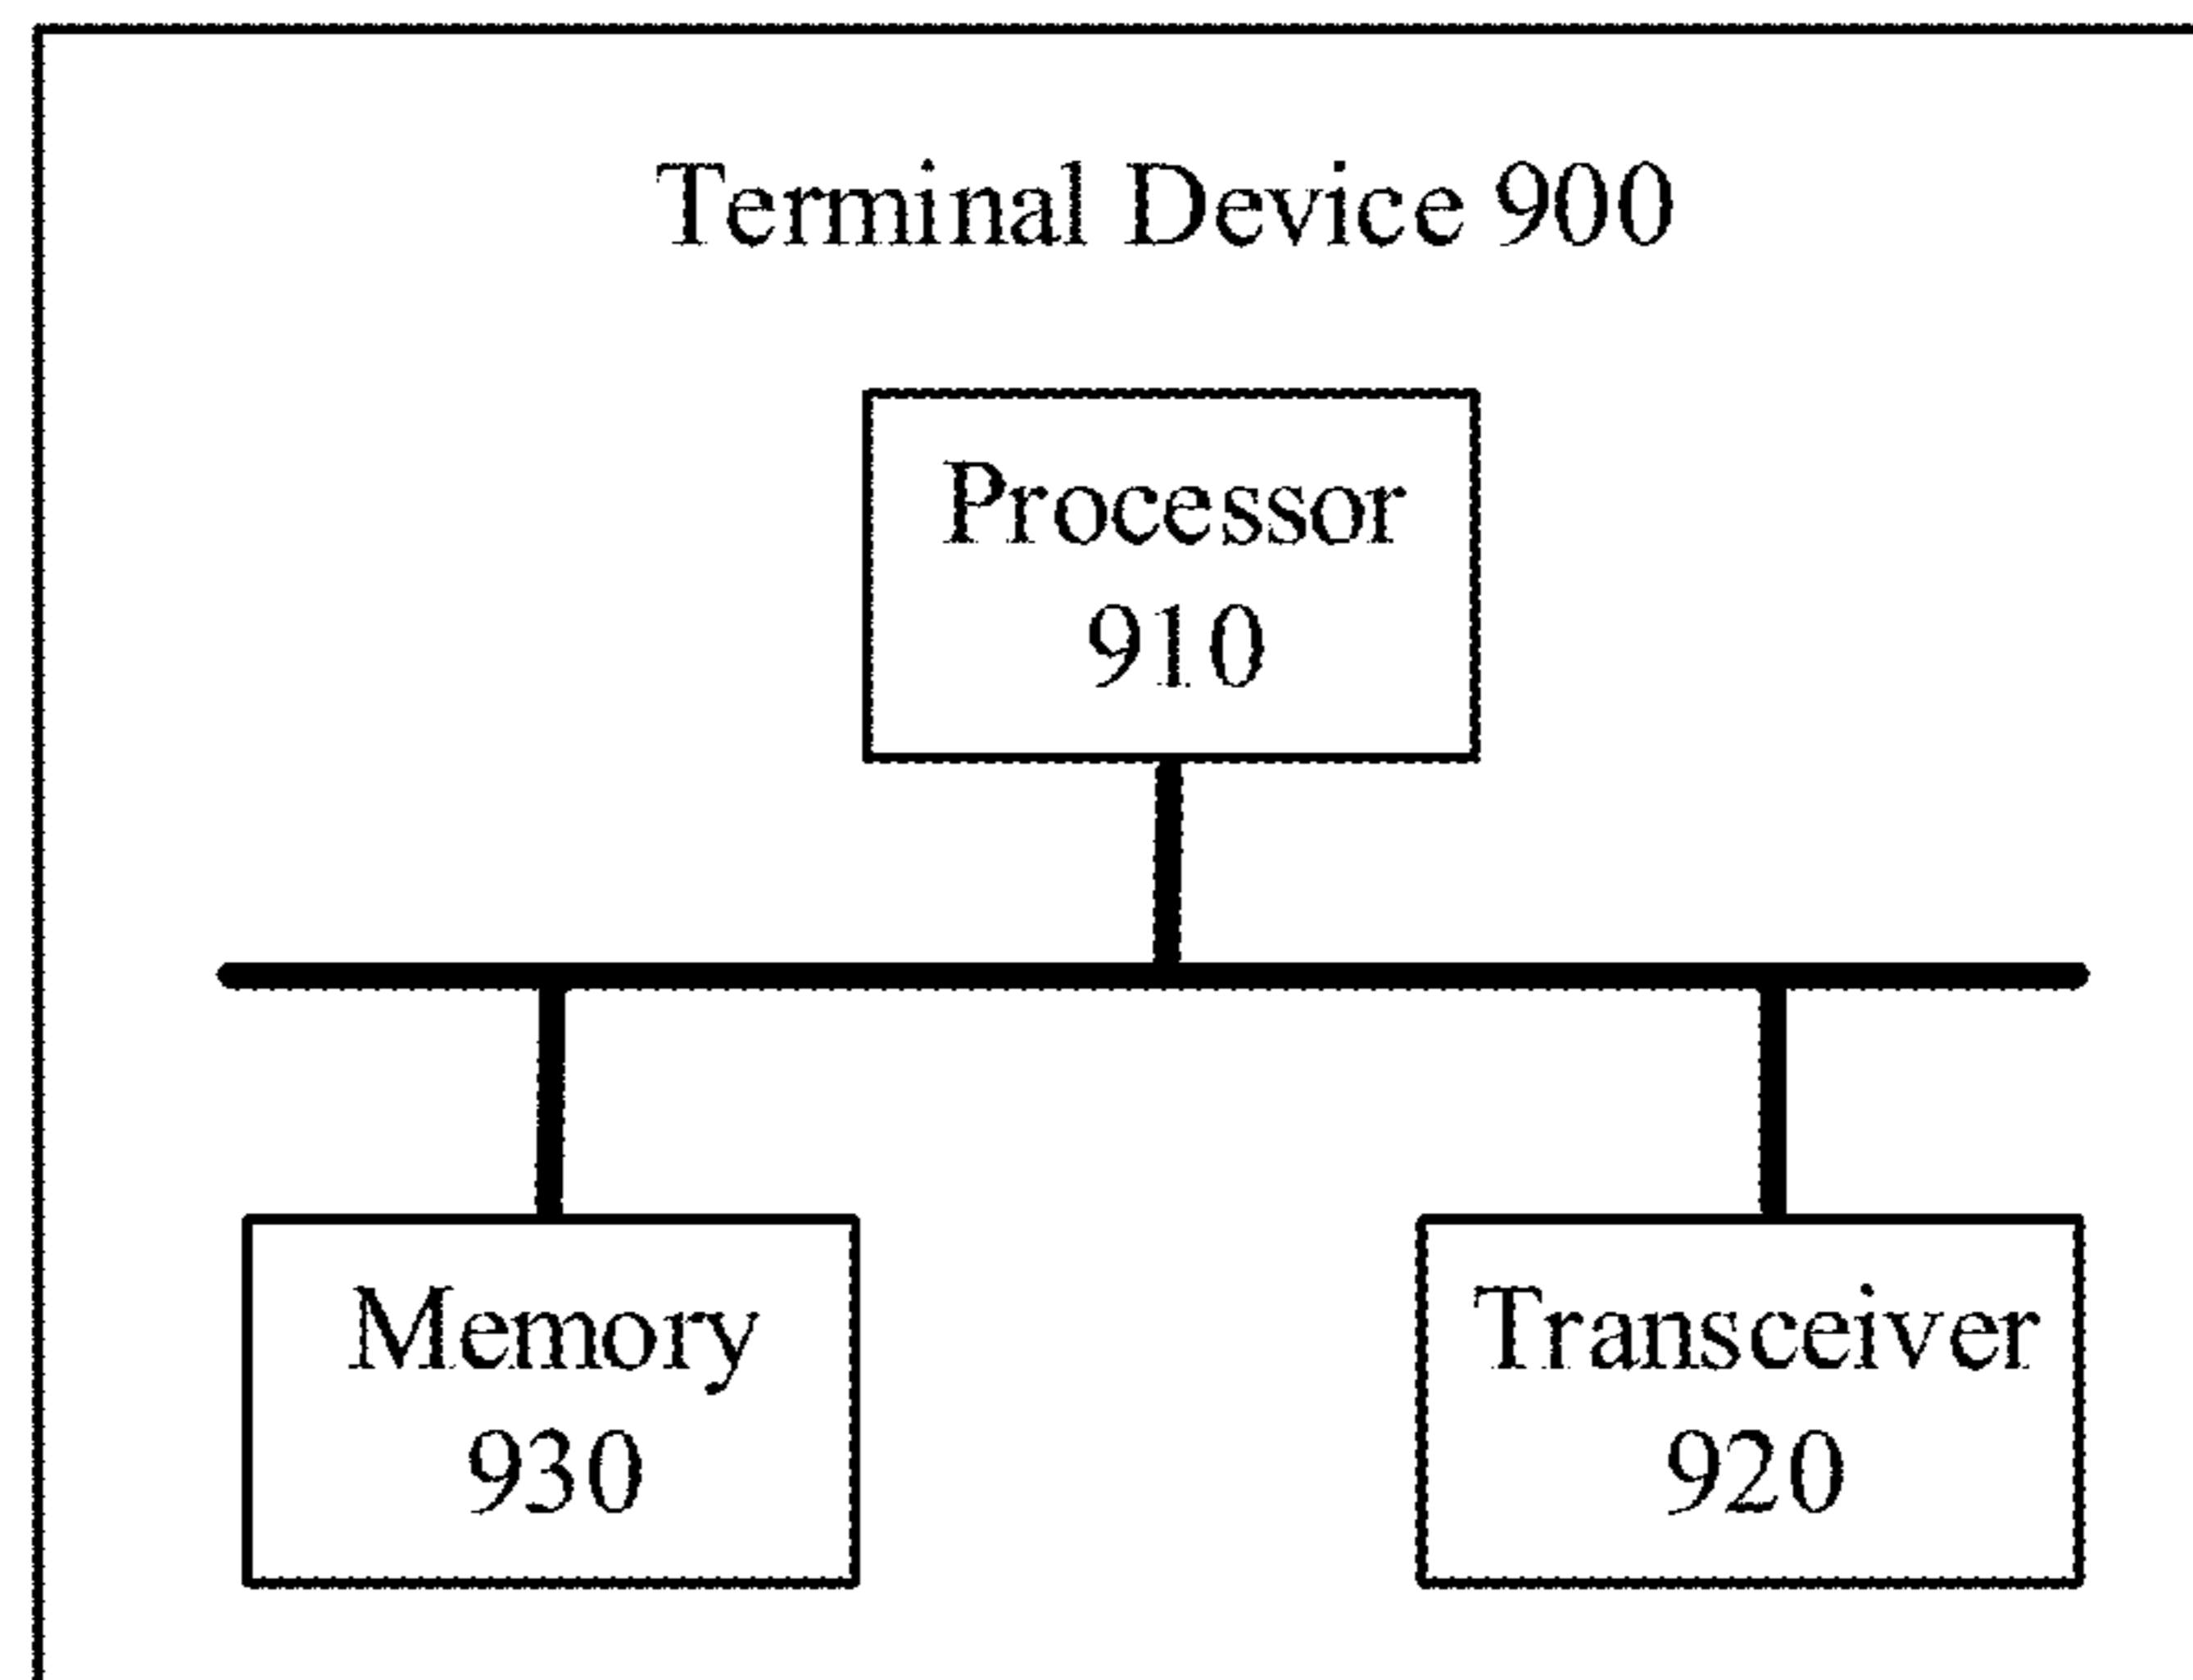 Terminal Device 900
Processor
910
Memory
930
Transceiver
920